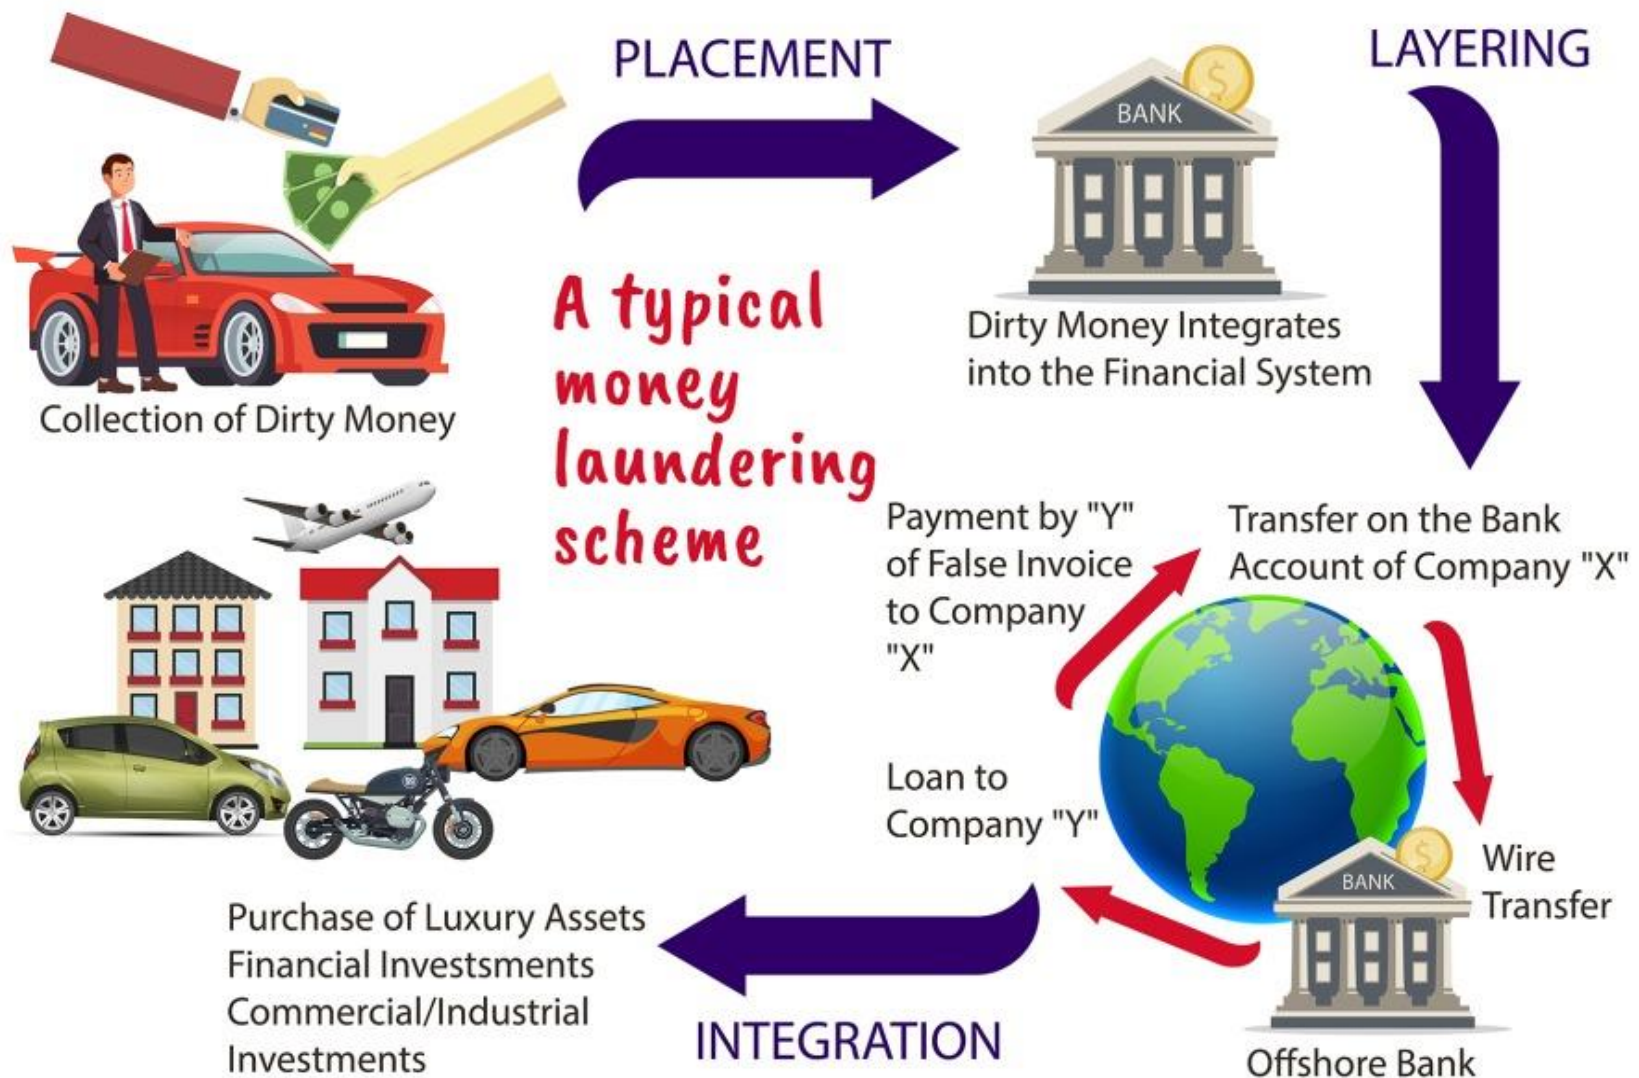 PLACEMENT
LAYERING
BANK
Dirty Money Integrates
into the Financial System
Collection of Dirty Money
A typical
money
laundering
scheme
Payment by "Y"
of False Invoice
to Company
"X"
Transfer on the Bank
Account of Company "X"
Loan to
Company "Y"
Wire
Transfer
BANK
Offshore Bank
Purchase of Luxury Assets
Financial Investsments
Commercial/Industrial
Investments
INTEGRATION